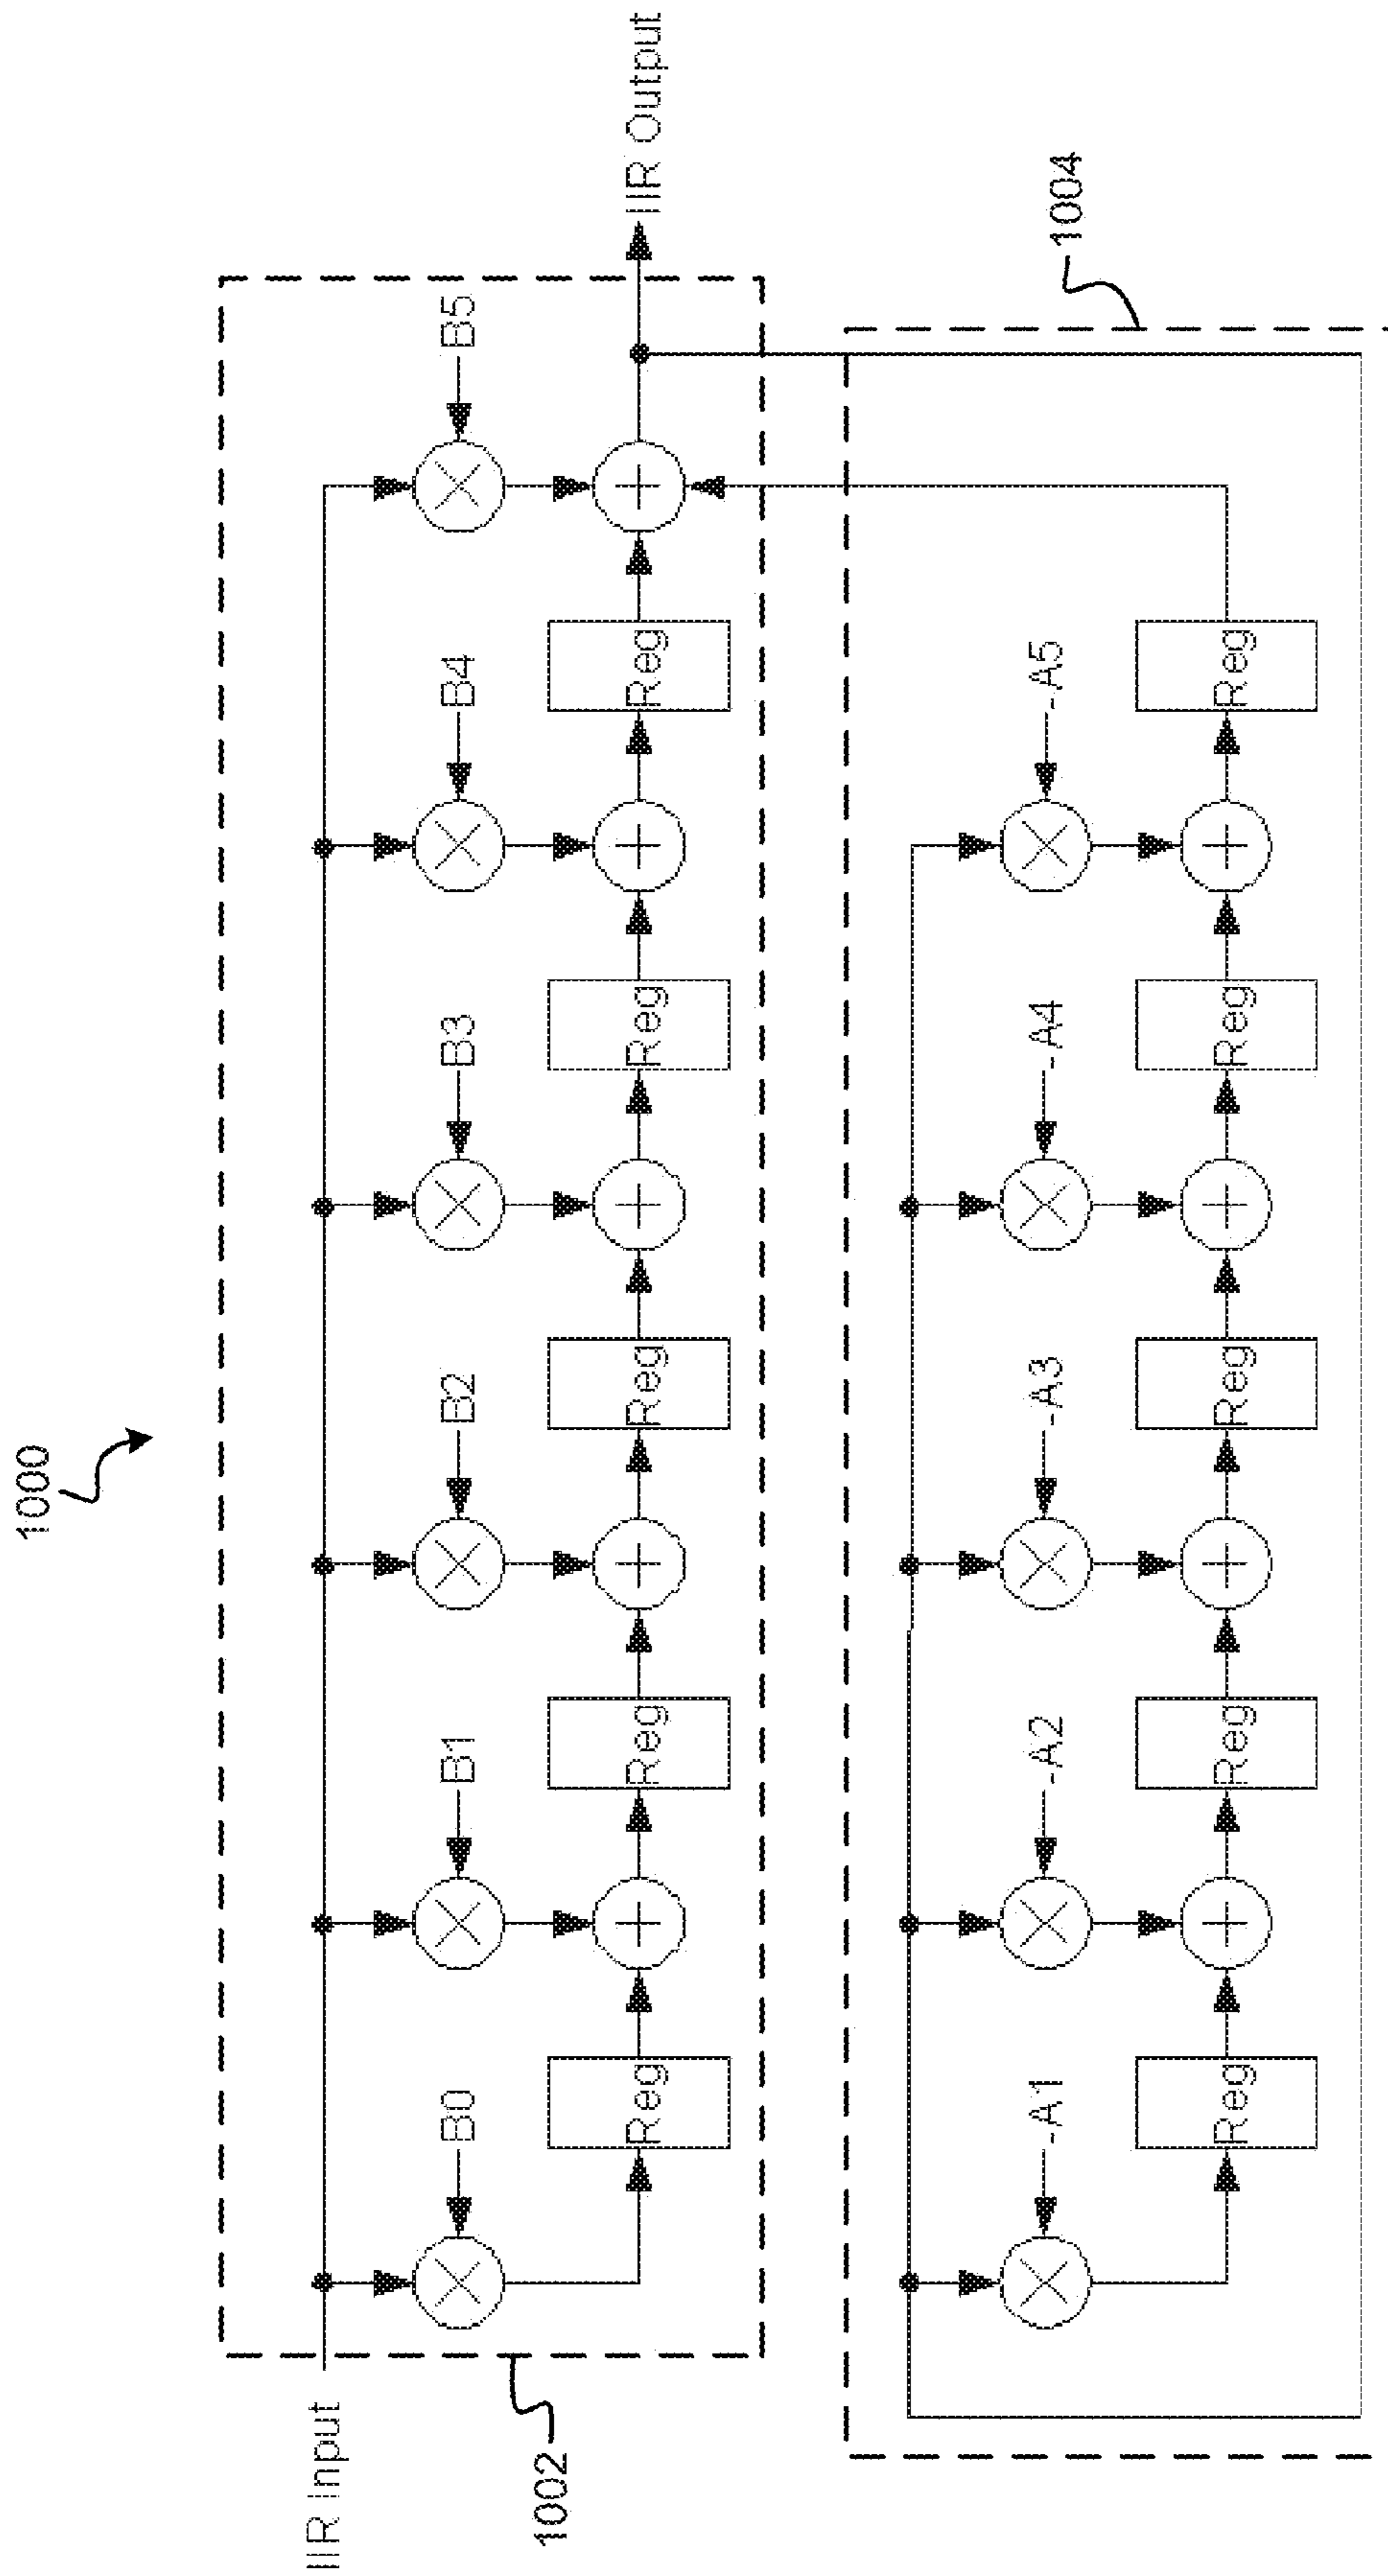 1000
IIR Input
B0
B1
B2
B3
B4
B5
Reg
Reg
Reg
Reg
Reg
IIR Output
1002
1004
-A1
-A2
-A3
-A4
-A5
Reg
Reg
Reg
Reg
Reg